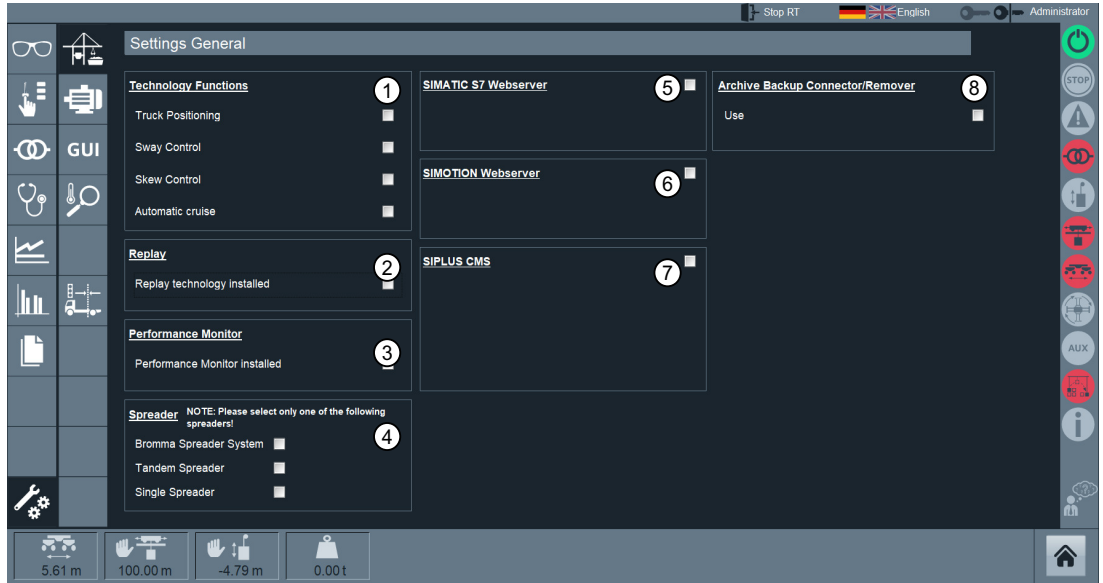 Stop RT English Administrator
Settings General
Technology Functions 1
Truck Positioning
Sway Control
Skew Control
Automatic cruise
Replay 2
Replay technology installed
Performance Monitor 3
Performance Monitor installed
Spreader NOTE: Please select only one of the following
spreaders!
4
Bromma Spreader System
Tandem Spreader
Single Spreader
SIMATIC S7 Webserver 5
SIMOTION Webserver 6
SIPLUS CMS 7
Archive Backup Connector/Remover 8
Use
GUI
STOP
AUX
5.61 m 100.00 m -4.79 m 0.00 t